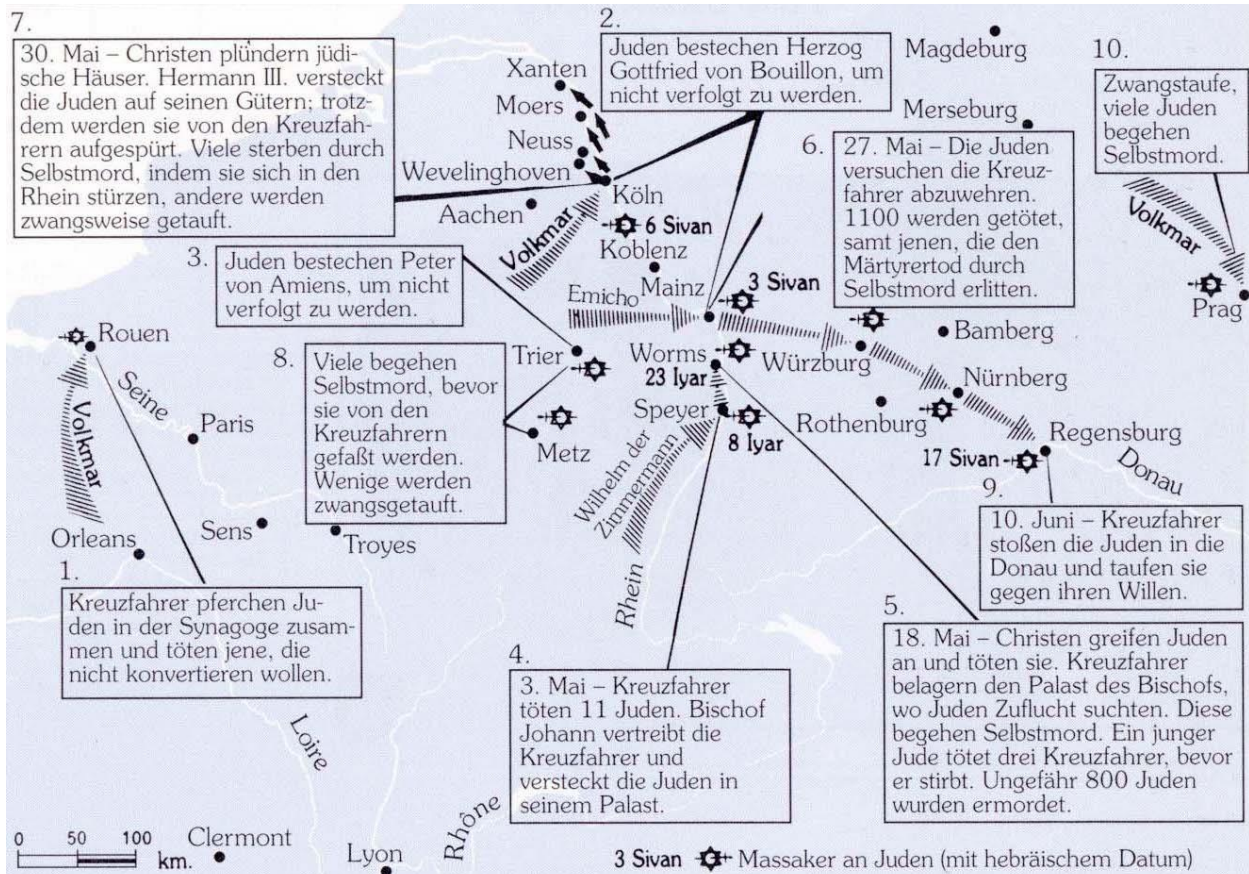 7.
30. Mai – Christen plündern jüdi-
sche Häuser. Hermann III. versteckt
die Juden auf seinen Gütern; trotz-
dem werden sie von den Kreuzfah-
rern aufgespürt. Viele sterben durch
Selbstmord, indem sie sich in den
Rhein stürzen, andere werden
zwangsweise getauft.
2.
Juden bestechen Herzog
Gottfried von Bouillon, um
nicht verfolgt zu werden.
Magdeburg
10.
Zwangstaufe,
viele Juden
begehen
Selbstmord.
Xanten
Moers
Neuss
Wevelinghoven
Köln
Aachen
6 Sivan
Volkmar
Koblenz
Merseburg
6.
27. Mai – Die Juden
versuchen die Kreuz-
fahrer abzuwehren.
1100 werden getötet,
samt jenen, die den
Märtyrertod durch
Selbstmord erlitten.
Volkmar
Prag
3.
Juden bestechen Peter
von Amiens, um nicht
verfolgt zu werden.
Emicho
Mainz
3 Sivan
Bamberg
Rouen
Seine
Volkmar
Paris
Orleans
Sens
Troyes
8.
Viele begehen
Selbstmord, bevor
sie von den
Kreuzfahrern
gefaßt werden.
Wenige werden
zwangsgetauft.
Trier
Metz
Worms
23 Iyar
Würzburg
Nürnberg
Speyer
8 Iyar
Rothenburg
Wilhelm der
Zimmermann
Rhein
Regensburg
17 Sivan
Donau
9.
10. Juni – Kreuzfahrer
stoßen die Juden in die
Donau und taufen sie
gegen ihren Willen.
1.
Kreuzfahrer pferchen Ju-
den in der Synagoge zusam-
men und töten jene, die
nicht konvertieren wollen.
4.
3. Mai – Kreuzfahrer
töten 11 Juden. Bischof
Johann vertreibt die
Kreuzfahrer und
versteckt die Juden in
seinem Palast.
5.
18. Mai – Christen greifen Juden
an und töten sie. Kreuzfahrer
belagern den Palast des Bischofs,
wo Juden Zuflucht suchten. Diese
begehen Selbstmord. Ein junger
Jude tötet drei Kreuzfahrer, bevor
er stirbt. Ungefähr 800 Juden
wurden ermordet.
Loire
Rhône
0 50 100
km.
Clermont
Lyon
3 Sivan Massaker an Juden (mit hebräischem Datum)